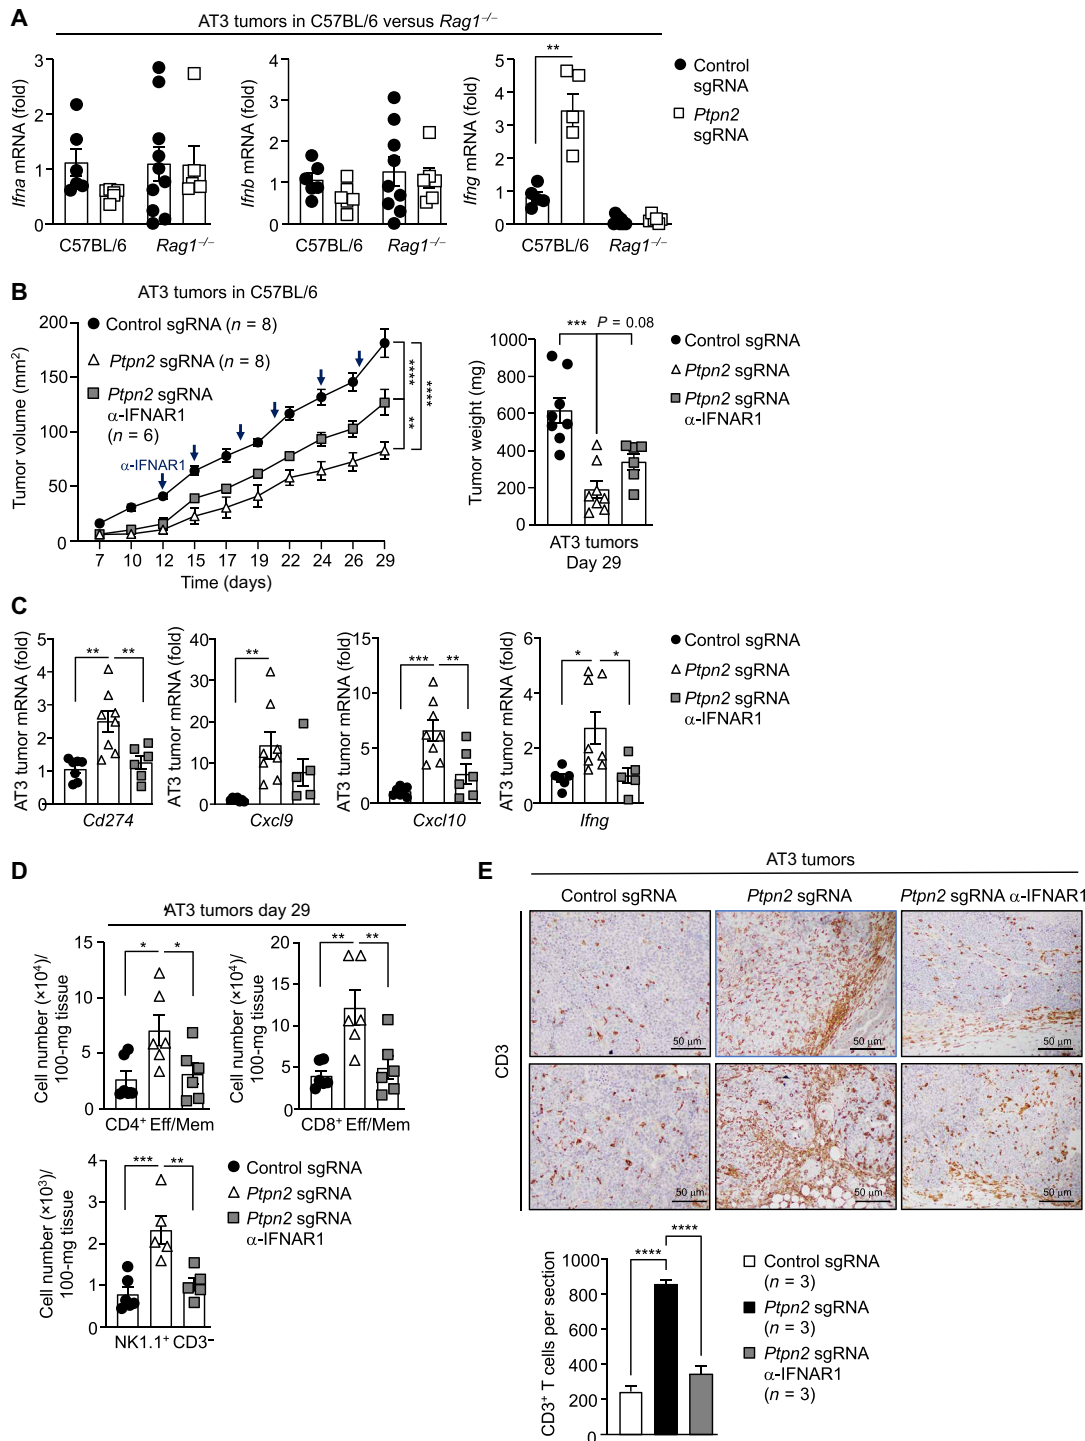 A
AT3 tumors in C57BL/6 versus Rag1−/−
Ifna mRNA (fold)
3
2
1
0
C57BL/6
Rag1−/−
Ifnb mRNA (fold)
4
3
2
1
0
C57BL/6
Rag1−/−
Ifng mRNA (fold)
5
4
3
2
1
0
**
C57BL/6
Rag1−/−
Control
sgRNA
Ptpn2
sgRNA
B
AT3 tumors in C57BL/6
Tumor volume (mm2)
200
150
100
50
0
Control sgRNA (n = 8)
Ptpn2 sgRNA (n = 8)
Ptpn2 sgRNA
α-IFNAR1
(n = 6)
α-IFNAR1
****
**
****
7 10 12 15 17 19 22 24 26 29
Time (days)
Tumor weight (mg)
1000
800
600
400
200
0
***
P = 0.08
AT3 tumors
Day 29
Control sgRNA
Ptpn2 sgRNA
Ptpn2 sgRNA
α-IFNAR1
C
AT3 tumor mRNA (fold)
5
4
3
2
1
0
** **
Cd274
AT3 tumor mRNA (fold)
40
30
20
10
0
**
Cxcl9
AT3 tumor mRNA (fold)
15
10
5
0
*** **
Cxcl10
AT3 tumor mRNA (fold)
6
4
2
0
* *
Ifng
Control sgRNA
Ptpn2 sgRNA
Ptpn2 sgRNA
α-IFNAR1
D
AT3 tumors day 29
Cell number (×104)/
100-mg tissue
15
10
5
0
* *
CD4+ Eff/Mem
Cell number (×104)/
100-mg tissue
20
15
10
5
0
** **
CD8+ Eff/Mem
Cell number (×103)/
100-mg tissue
4
3
2
1
0
*** **
NK1.1+ CD3−
Control sgRNA
Ptpn2 sgRNA
Ptpn2 sgRNA
α-IFNAR1
E
AT3 tumors
Control sgRNA
Ptpn2 sgRNA
Ptpn2 sgRNA α-IFNAR1
CD3
50 μm
50 μm
50 μm
50 μm
50 μm
50 μm
CD3+ T cells per section
1000
800
600
400
200
0
**** ****
Control sgRNA
(n = 3)
Ptpn2 sgRNA
(n = 3)
Ptpn2 sgRNA
α-IFNAR1
(n = 3)